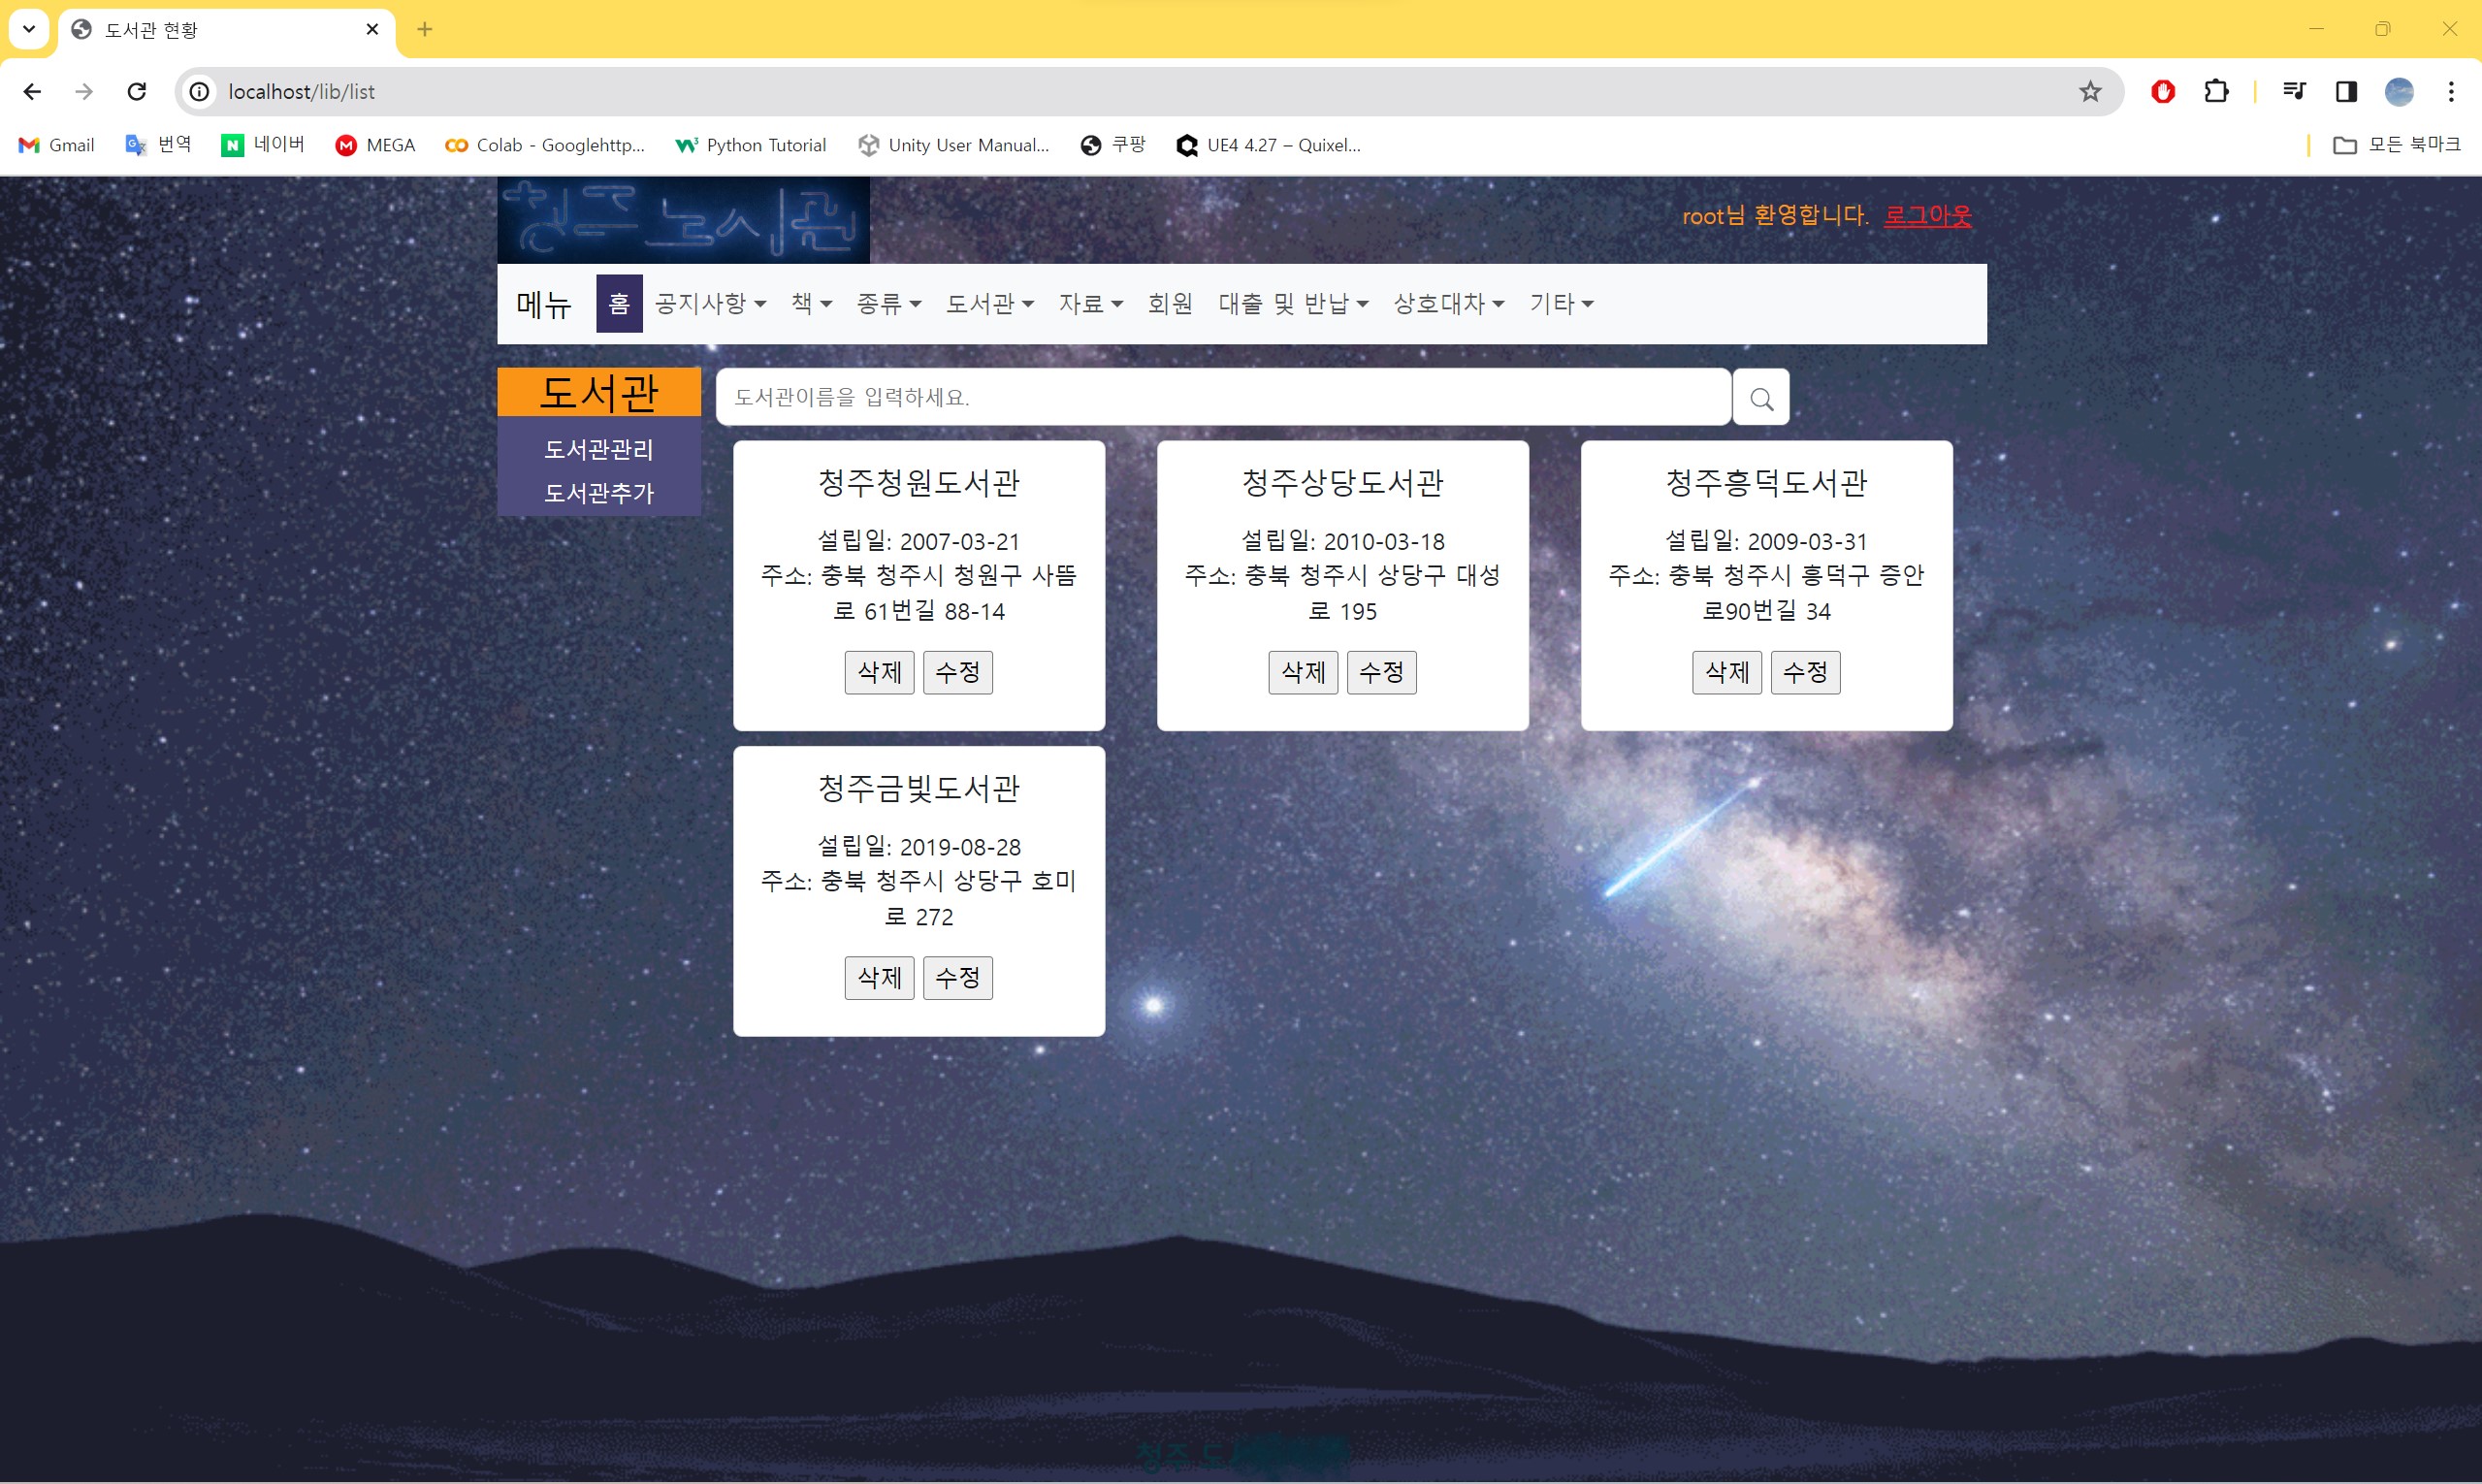 도서관 현황
localhost/lib/list
Gmail
번역
네이버
MEGA
Colab - Googlehttp...
Python Tutorial
Unity User Manual...
쿠팡
UE4 4.27 – Quixel...
모든 북마크
청주도서관
root님 환영합니다. 로그아웃
메뉴 홈 공지사항 책 종류 도서관 자료 회원 대출 및 반납 상호대차 기타
도서관
도서관관리
도서관추가
도서관이름을 입력하세요.
청주청원도서관
설립일: 2007-03-21
주소: 충북 청주시 청원구 사뜸
로 61번길 88-14
삭제 수정
청주상당도서관
설립일: 2010-03-18
주소: 충북 청주시 상당구 대성
로 195
삭제 수정
청주흥덕도서관
설립일: 2009-03-31
주소: 충북 청주시 흥덕구 증안
로90번길 34
삭제 수정
청주금빛도서관
설립일: 2019-08-28
주소: 충북 청주시 상당구 호미
로 272
삭제 수정
청주